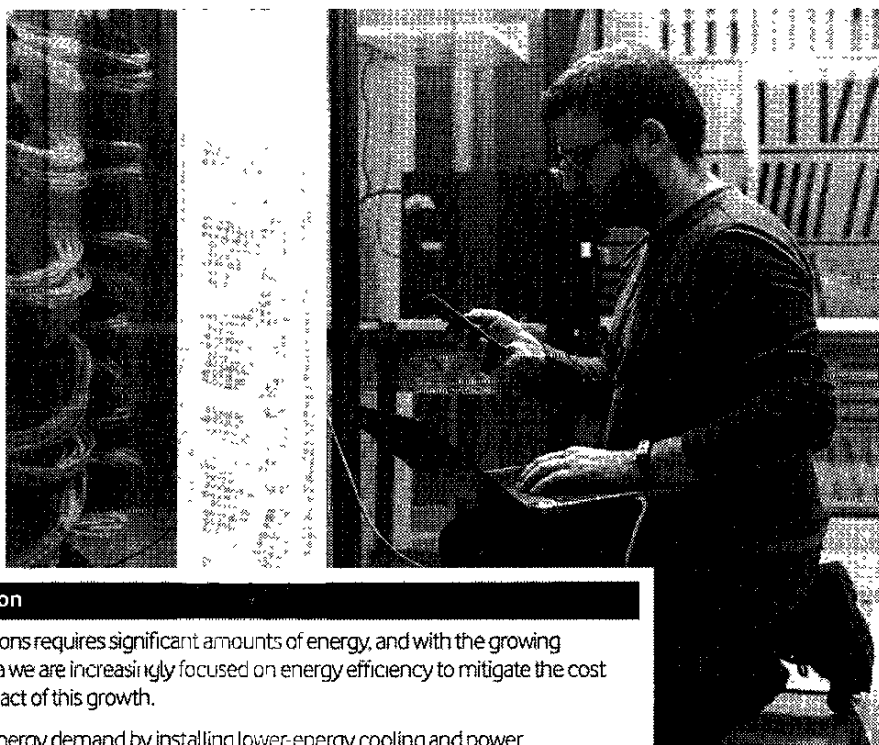 on
ons requires significant amounts of energy, and with the growing
a we are increasingly focused on energy efficiency to mitigate the cost
act of this growth.
nergy demand by installing lower-energy cooling and power